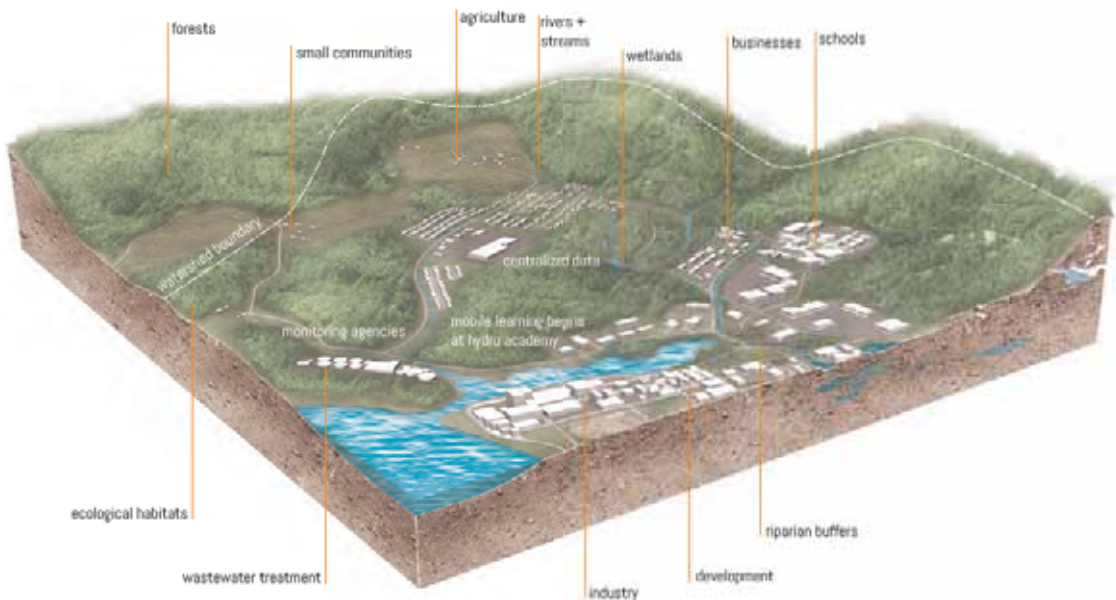 agriculture
rivers +
streams
forests
schools
businesses
small communities
wetlands
watershed boundary
centralized data
monitoring agencies
mobile learning begins
at hydro academy
ecological habitats
riparian buffers
wastewater treatment
development
industry